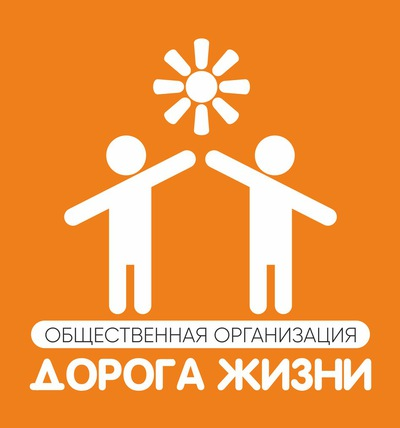 ОБЩЕСТВЕННАЯ ОРГАНИЗАЦИЯ
ДОРОГА ЖИЗНИ